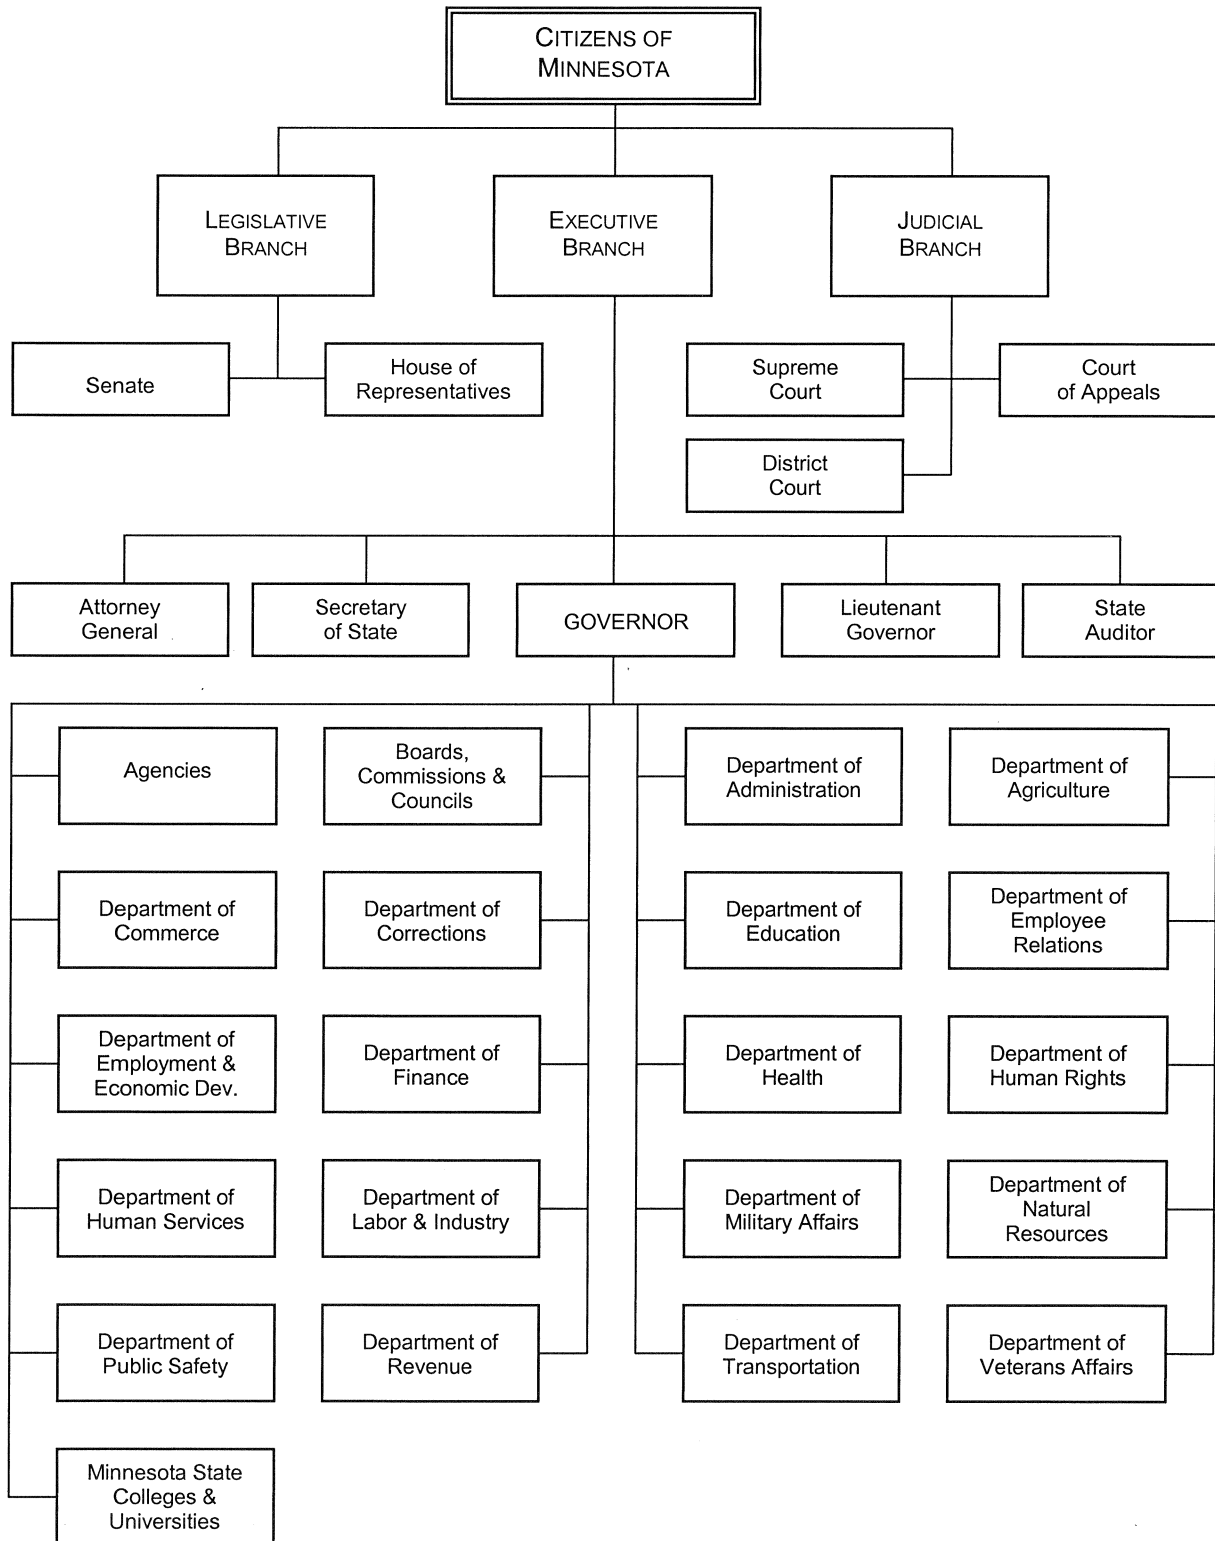 CITIZENS OF
MINNESOTA
LEGISLATIVE
BRANCH
EXECUTIVE
BRANCH
JUDICIAL
BRANCH
Senate
House of
Representatives
Supreme
Court
Court
of Appeals
District
Court
Attorney
General
Secretary
of State
GOVERNOR
Lieutenant
Governor
State
Auditor
Agencies
Boards,
Commissions &
Councils
Department of
Administration
Department of
Agriculture
Department of
Commerce
Department of
Corrections
Department of
Education
Department of
Employee
Relations
Department of
Employment &
Economic Dev.
Department of
Finance
Department of
Health
Department of
Human Rights
Department of
Human Services
Department of
Labor & Industry
Department of
Military Affairs
Department of
Natural
Resources
Department of
Public Safety
Department of
Revenue
Department of
Transportation
Department of
Veterans Affairs
Minnesota State
Colleges &
Universities